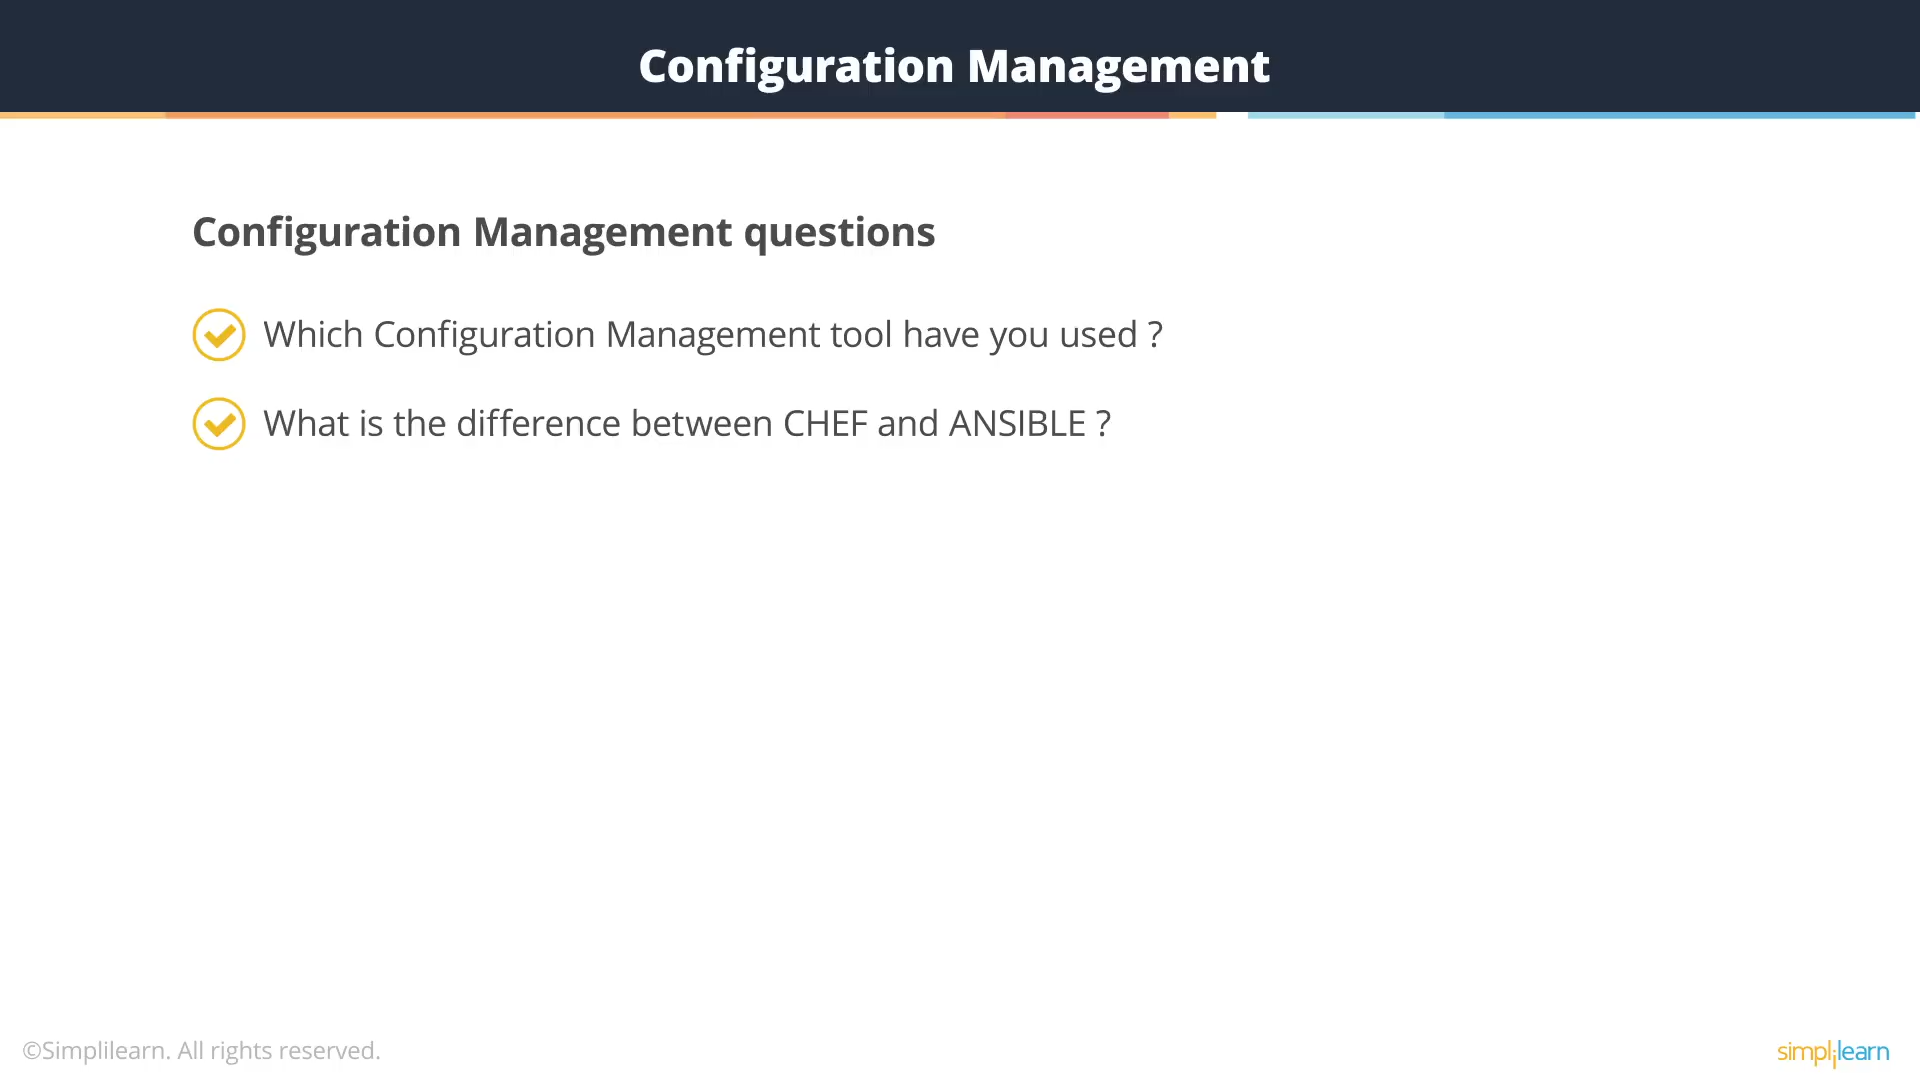 Configuration Management
Configuration Management questions
Which Configuration Management tool have you used ?
What is the difference between CHEF and ANSIBLE ?
©Simplilearn. All rights reserved.
simplilearn